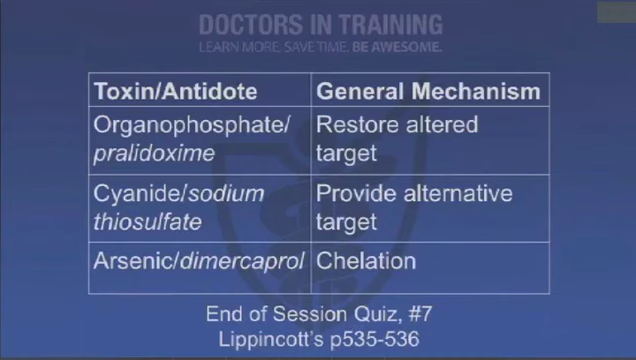 DOCTORS IN TRAINING
LEARN MORE. SAVE TIME. BE AWESOME.
Toxin/Antidote General Mechanism
Organophosphate/ Restore altered
pralidoxime target
Cyanide/sodium Provide alternative
thiosulfate target
Arsenic/dimercaprol Chelation
End of Session Quiz, #7
Lippincott's p535-536